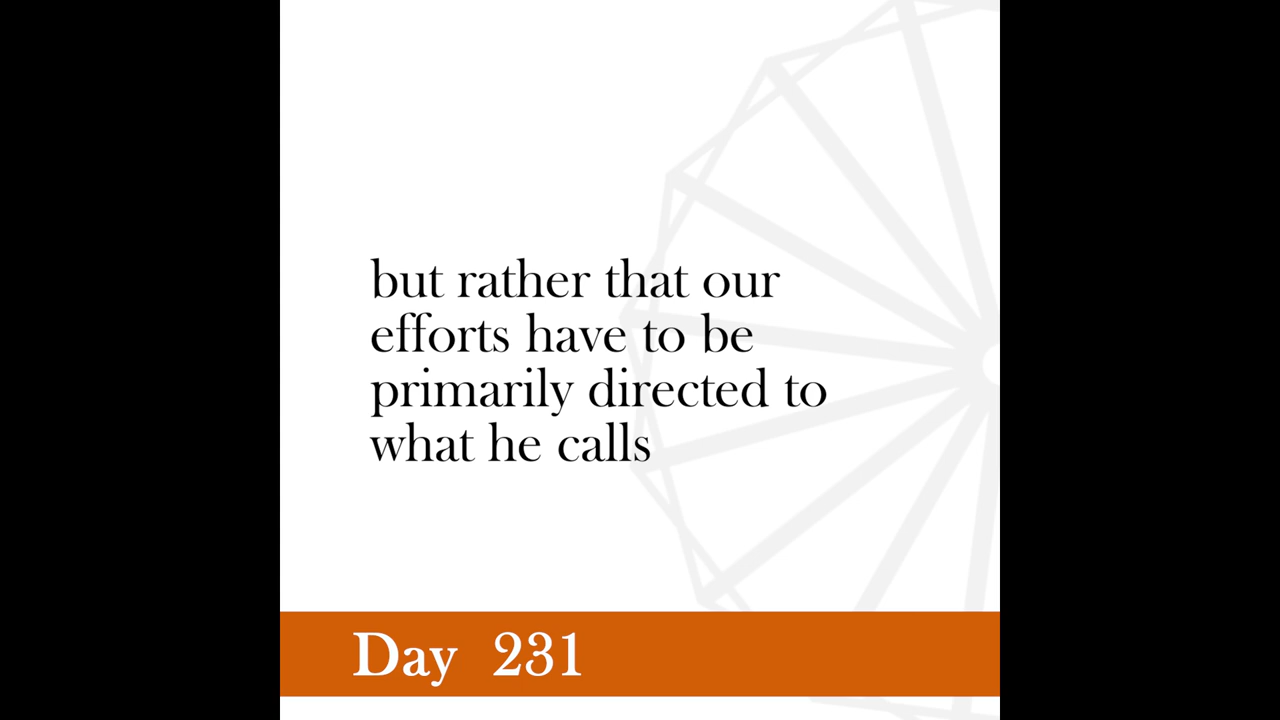 but rather that our
efforts have to be
primarily directed to
what he calls
Day 231